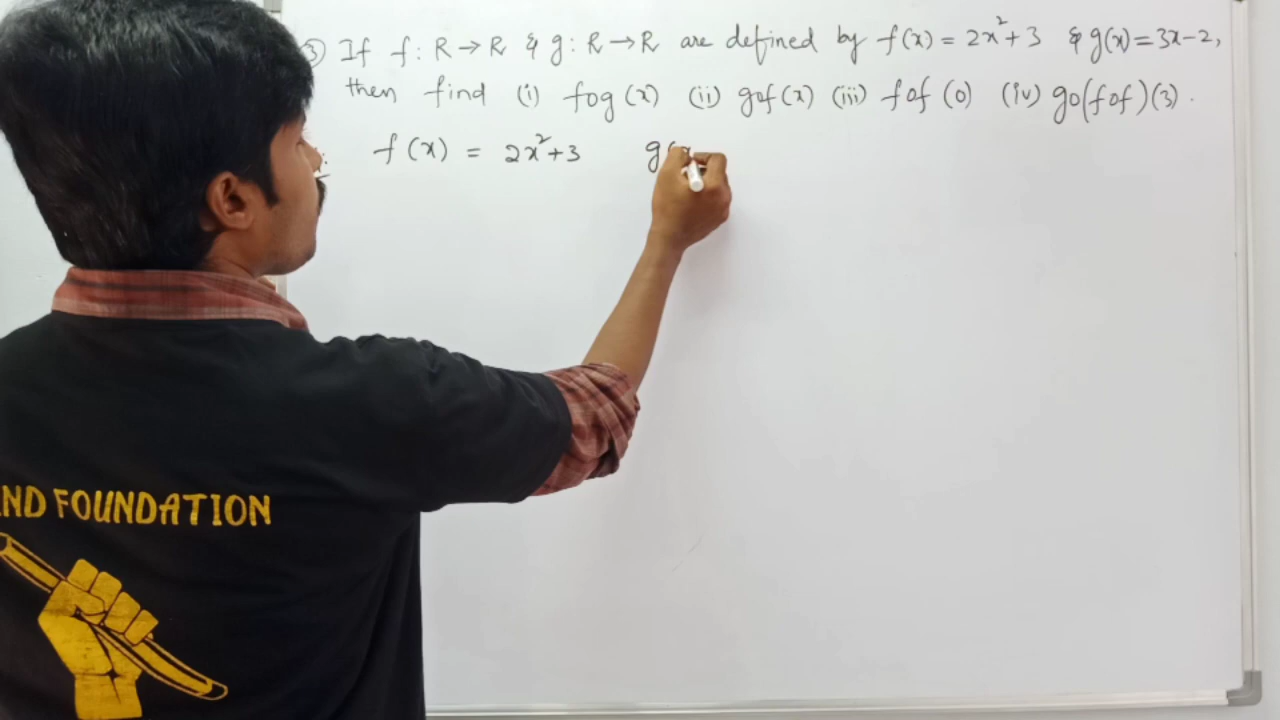 ③ If f : R → R & g : R → R are defined by f(x) = 2x² + 3 & g(x) = 3x - 2,
then find (i) fog (x) (ii) gof (x) (iii) fof (0) (iv) go(fof)(3) .
f (x) = 2x² + 3 g(x
ND FOUNDATION